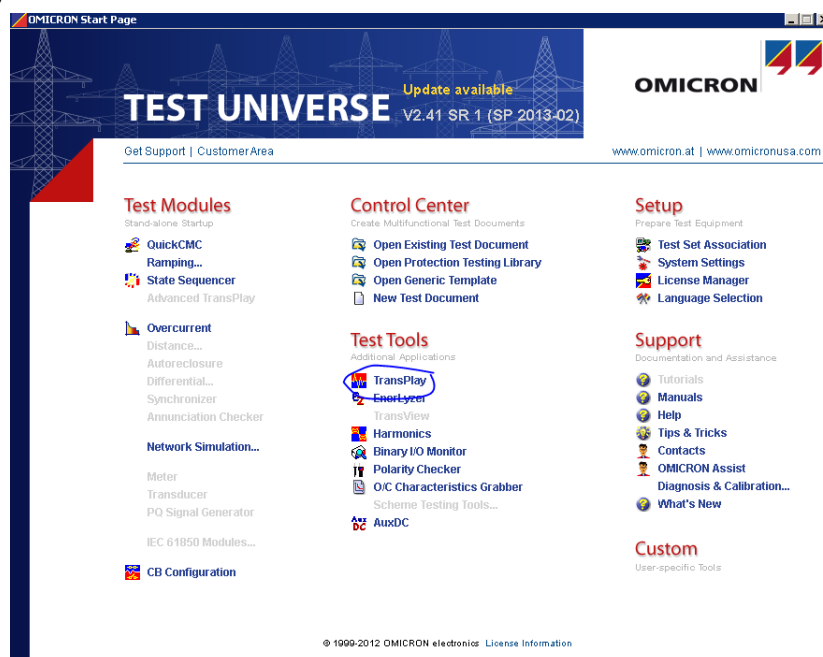 OMICRON Start Page
TEST UNIVERSE
Update available
V2.41 SR 1 (SP 2013-02)
OMICRON
Get Support | CustomerArea
www.omicron.at | www.omicronusa.com
Test Modules
Stand-alone Startup
QuickCMC
Ramping...
State Sequencer
Advanced TransPlay
Overcurrent
Distance...
Autoreclosure
Differential...
Synchronizer
Annunciation Checker
Network Simulation...
Meter
Transducer
PQ Signal Generator
IEC 61850 Modules...
CB Configuration
Control Center
Create Multifunctional Test Documents
Open Existing Test Document
Open Protection Testing Library
Open Generic Template
New Test Document
Test Tools
Additional Applications
TransPlay
EnerLyzer
TransView
Harmonics
Binary I/O Monitor
Polarity Checker
O/C Characteristics Grabber
Scheme Testing Tools...
Aux DC
AuxDC
Setup
Prepare Test Equipment
Test Set Association
System Settings
License Manager
Language Selection
Support
Documentation and Assistance
Tutorials
Manuals
Help
Tips & Tricks
Contacts
OMICRON Assist
Diagnosis & Calibration...
What's New
Custom
User-specific Tools
© 1999-2012 OMICRON electronics License Information